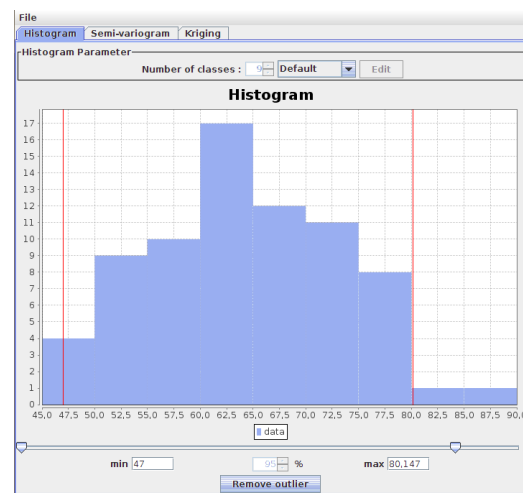 File
Histogram Semi-variogram Kriging
Histogram Parameter
Number of classes : 9 Default Edit
Histogram
17
16
15
14
13
12
11
10
9
8
7
6
5
4
3
2
1
0
45,0 47,5 50,0 52,5 55,0 57,5 60,0 62,5 65,0 67,5 70,0 72,5 75,0 77,5 80,0 82,5 85,0 87,5 90,
data
min 47 95 % max 80,147
Remove outlier